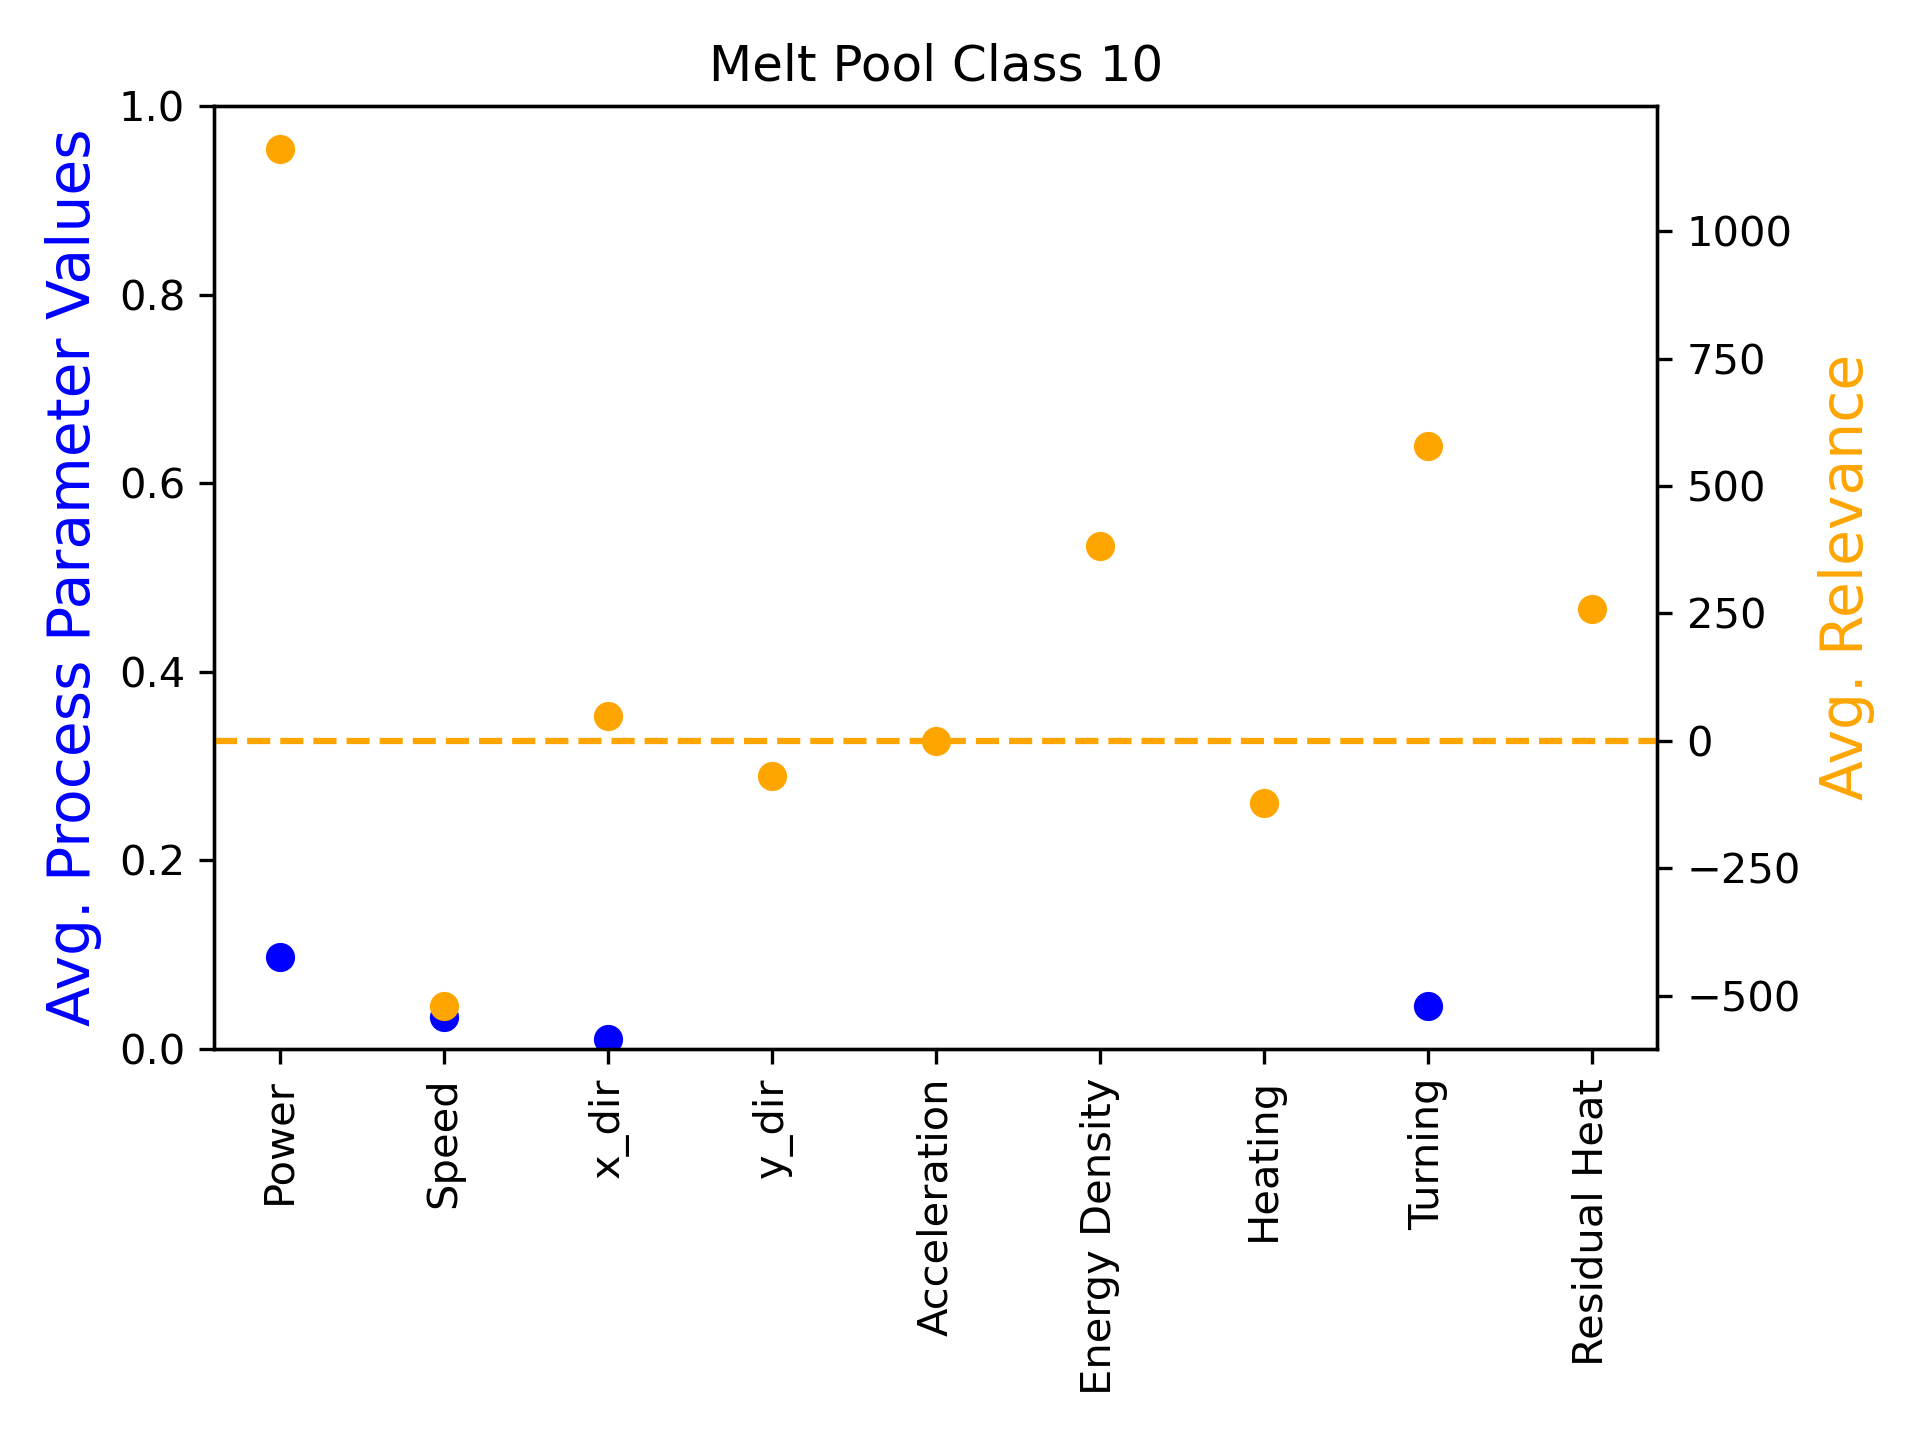 Melt Pool Class 10
Avg. Process Parameter Values
1.0
0.8
0.6
0.4
0.2
0.0
1000
750
500
250
0
−250
−500
Avg. Relevance
Power
Speed
x_dir
y_dir
Acceleration
Energy Density
Heating
Turning
Residual Heat